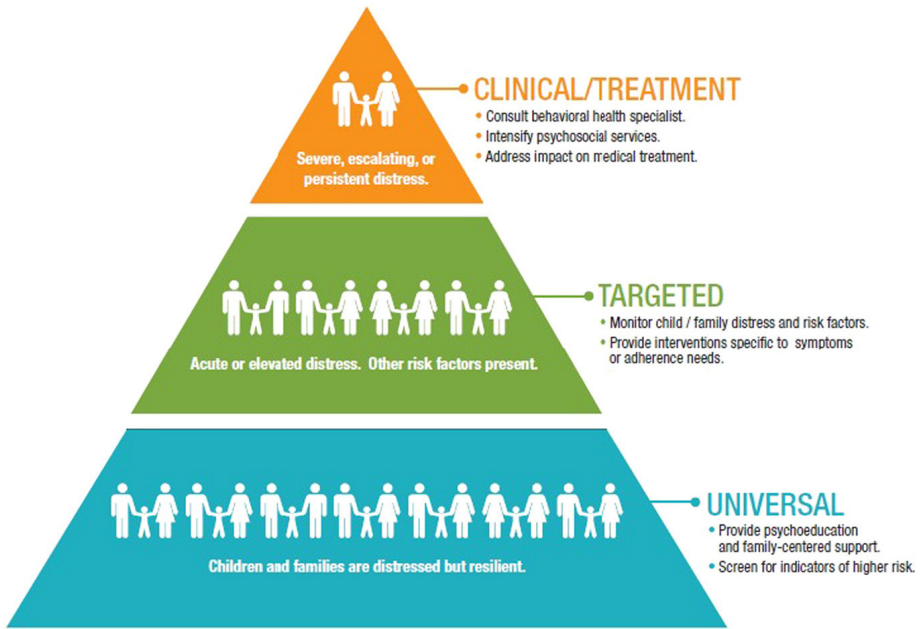 CLINICAL/TREATMENT
• Consult behavioral health specialist.
• Intensify psychosocial services.
• Address impact on medical treatment.
Severe, escalating, or
persistent distress.
TARGETED
• Monitor child / family distress and risk factors.
• Provide interventions specific to symptoms
or adherence needs.
Acute or elevated distress. Other risk factors present.
UNIVERSAL
• Provide psychoeducation
and family-centered support.
• Screen for indicators of higher risk.
Children and families are distressed but resilient.